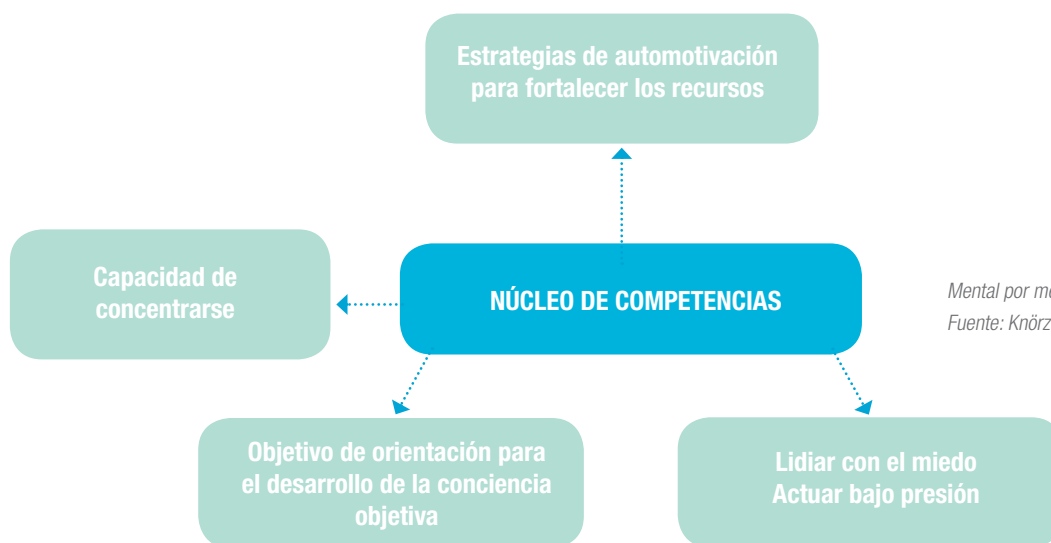 Estrategias de automotivación
para fortalecer los recursos
Capacidad de
concentrarse
NÚCLEO DE COMPETENCIAS
Mental por
Fuente:
Objetivo de orientación para
el desarrollo de la conciencia
objetiva
Lidiar con el miedo
Actuar bajo presión